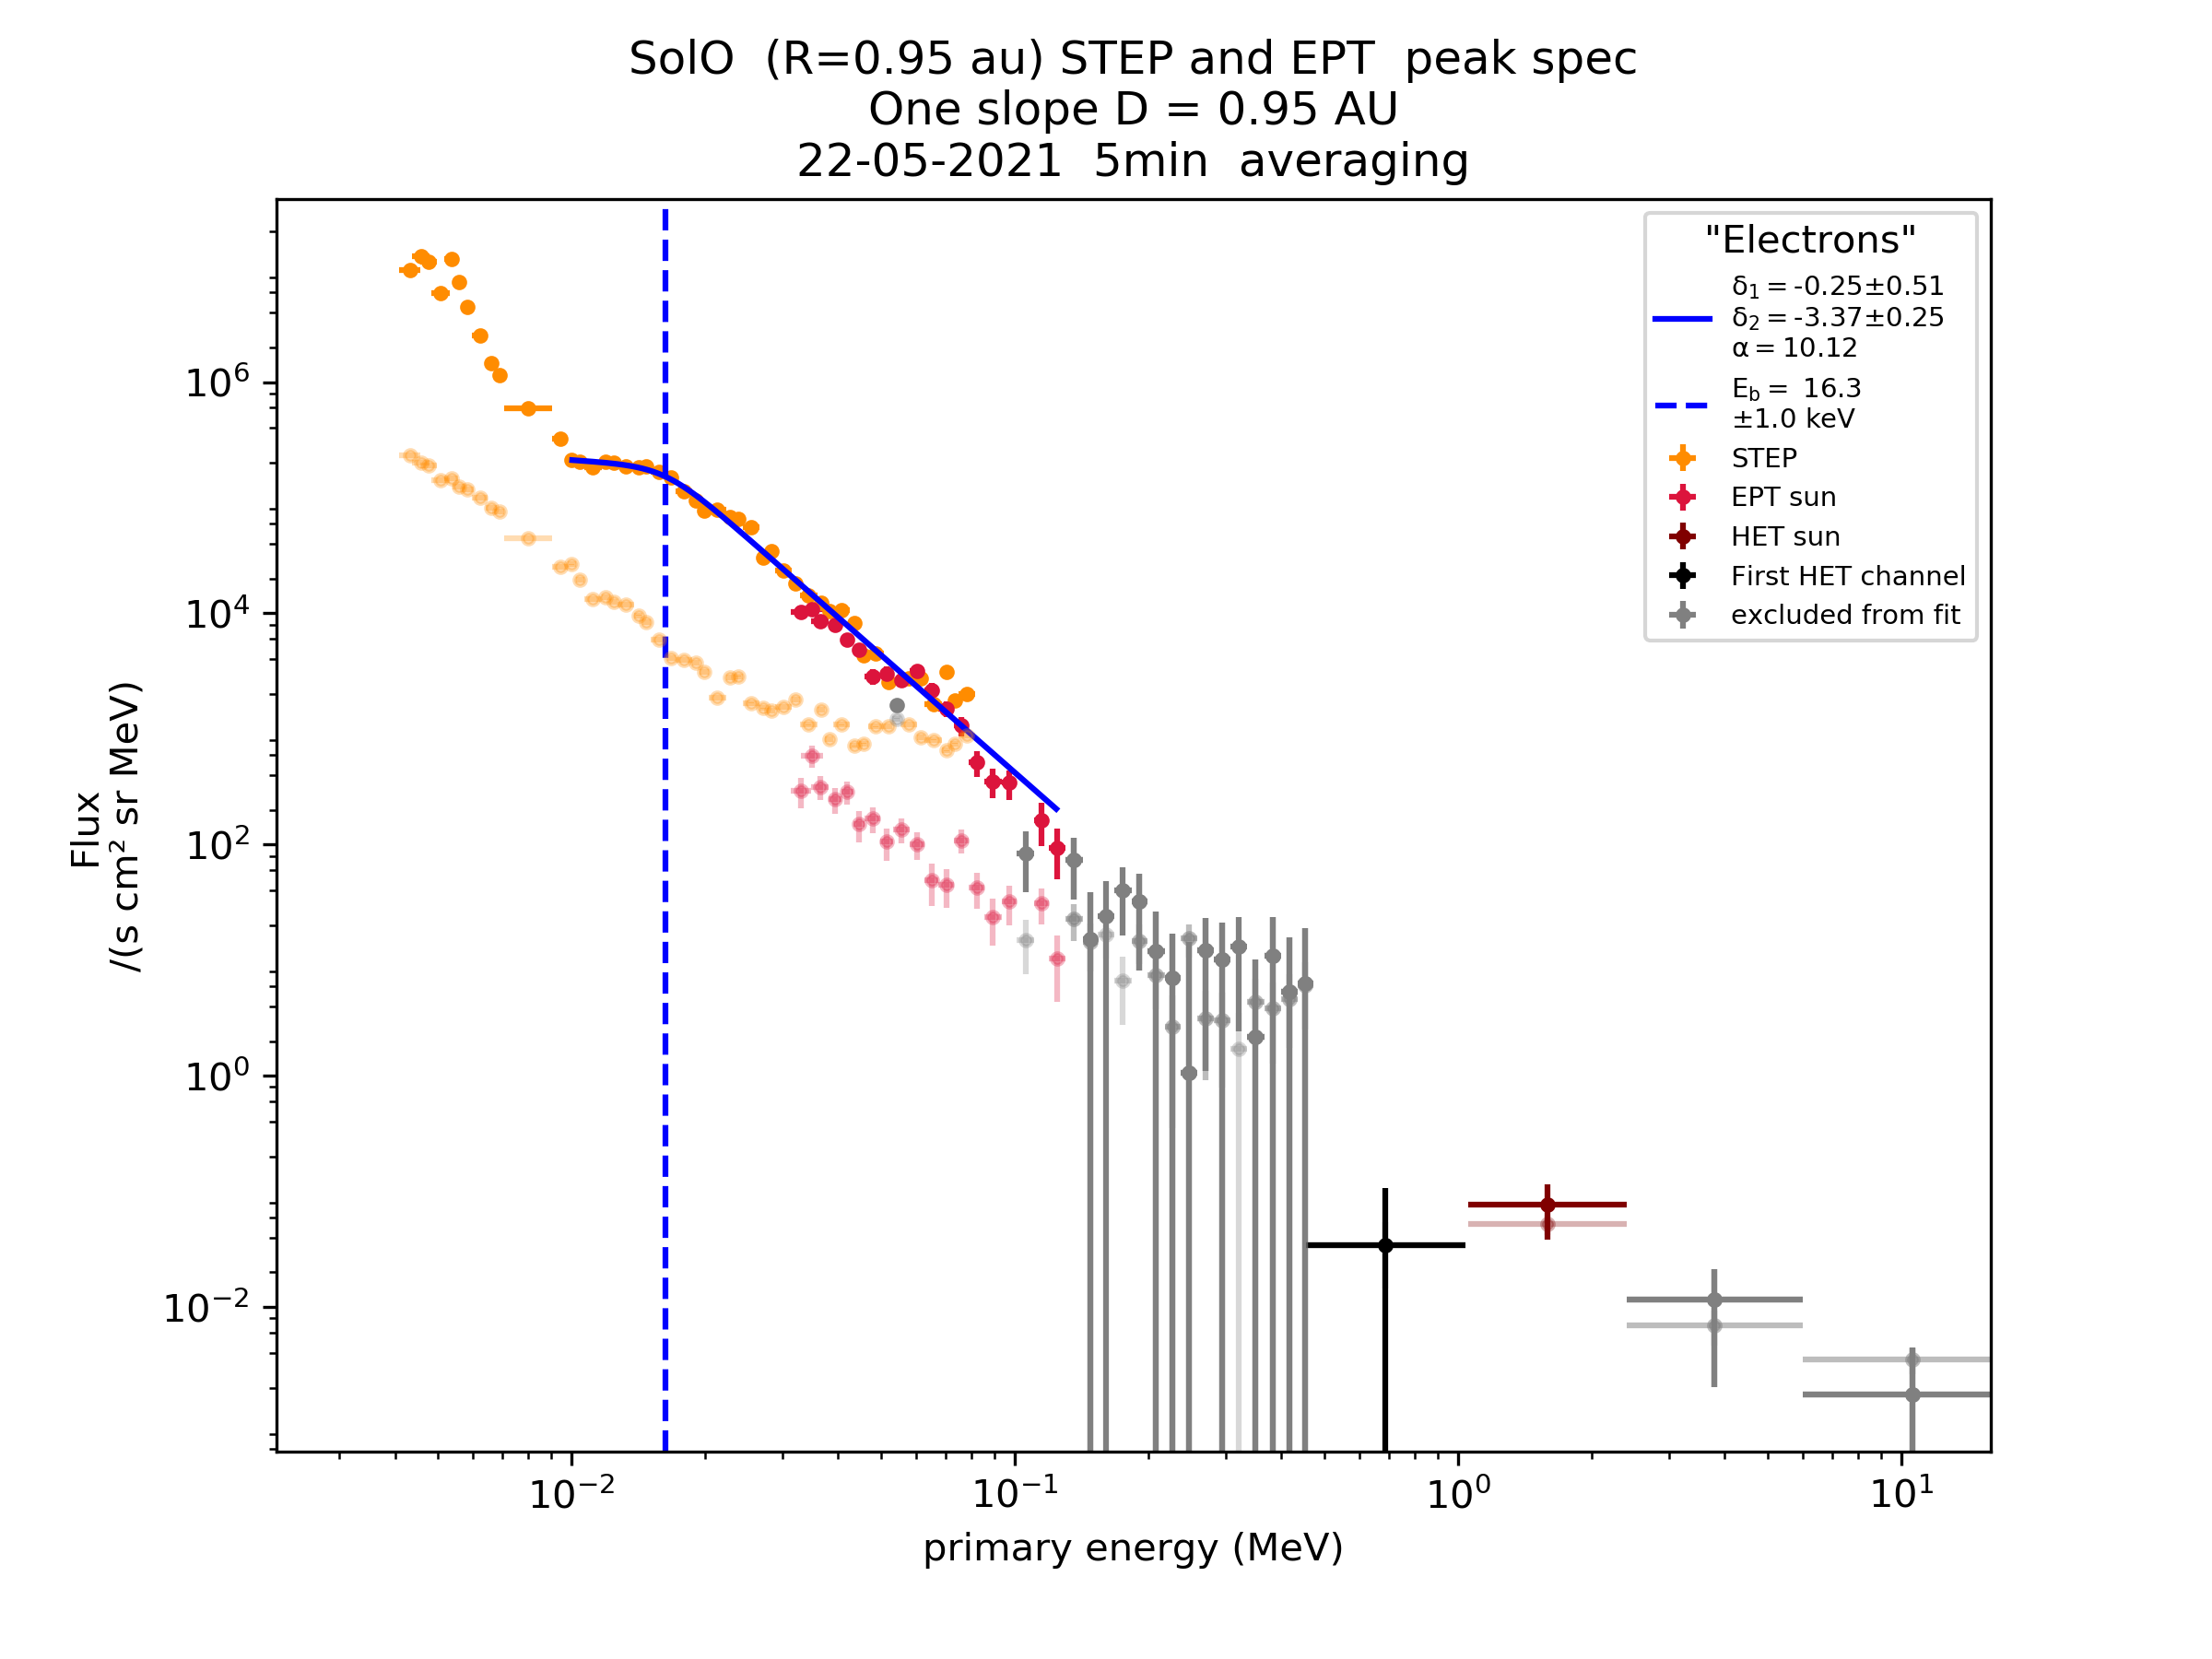 SolO  (R=0.95 au) STEP and EPT  peak spec
One slope D = 0.95 AU
22-05-2021  5min  averaging
"Electrons"
δ₁ = -0.25±0.51
δ₂ = -3.37±0.25
α = 10.12
E_b = 16.3
±1.0 keV
STEP
EPT sun
HET sun
First HET channel
excluded from fit
Flux
/(s cm² sr MeV)
10⁶
10⁴
10²
10⁰
10⁻²
10⁻² 10⁻¹ 10⁰ 10¹
primary energy (MeV)